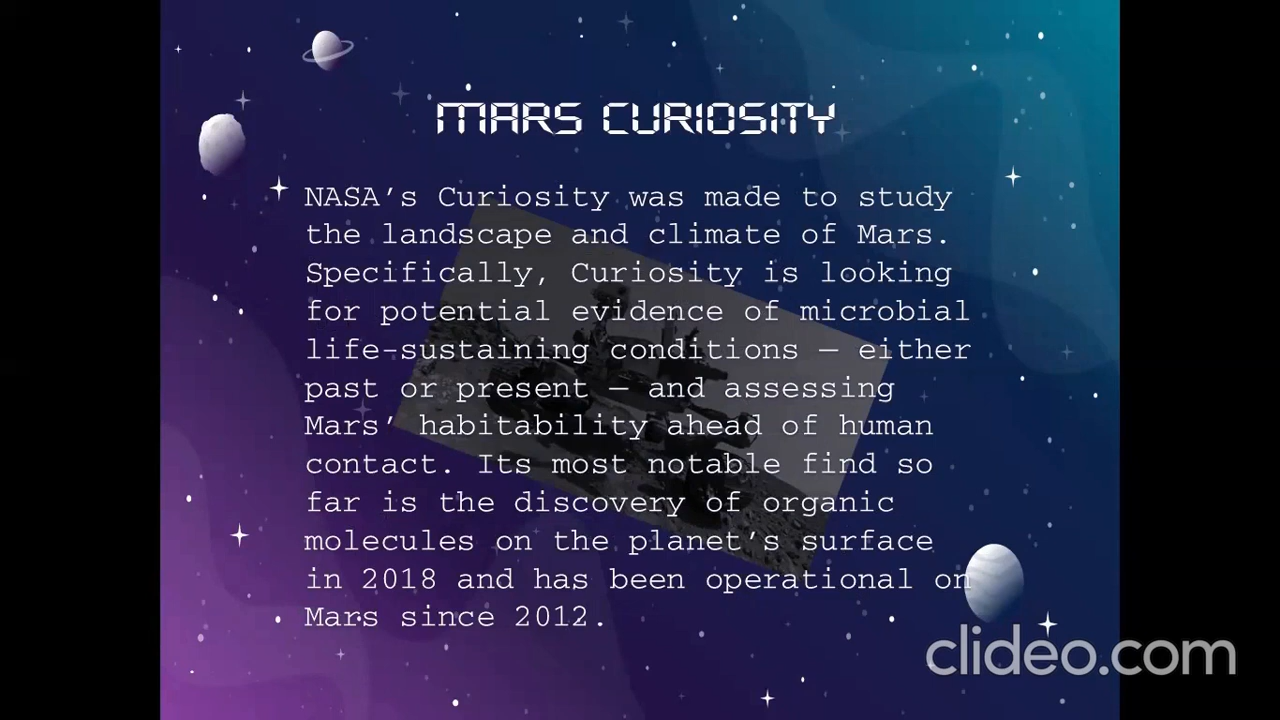 MARS CURIOSITY
NASA’s Curiosity was made to study
the landscape and climate of Mars.
Specifically, Curiosity is looking
for potential evidence of microbial
life-sustaining conditions — either
past or present — and assessing
Mars’ habitability ahead of human
contact. Its most notable find so
far is the discovery of organic
molecules on the planet’s surface
in 2018 and has been operational on
Mars since 2012.
clideo.com